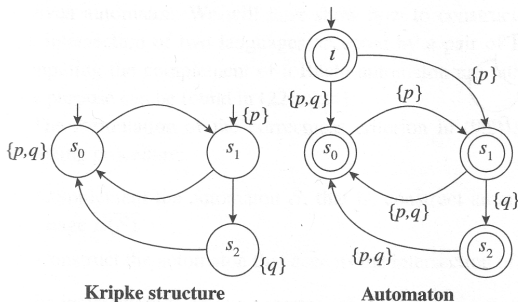 ι
{p}
{p,q}
{p}
{p}
{p,q}
s₀
s₁
s₀
s₁
{q}
{p,q}
{p,q}
s₂
{q}
s₂
Kripke structure
Automaton